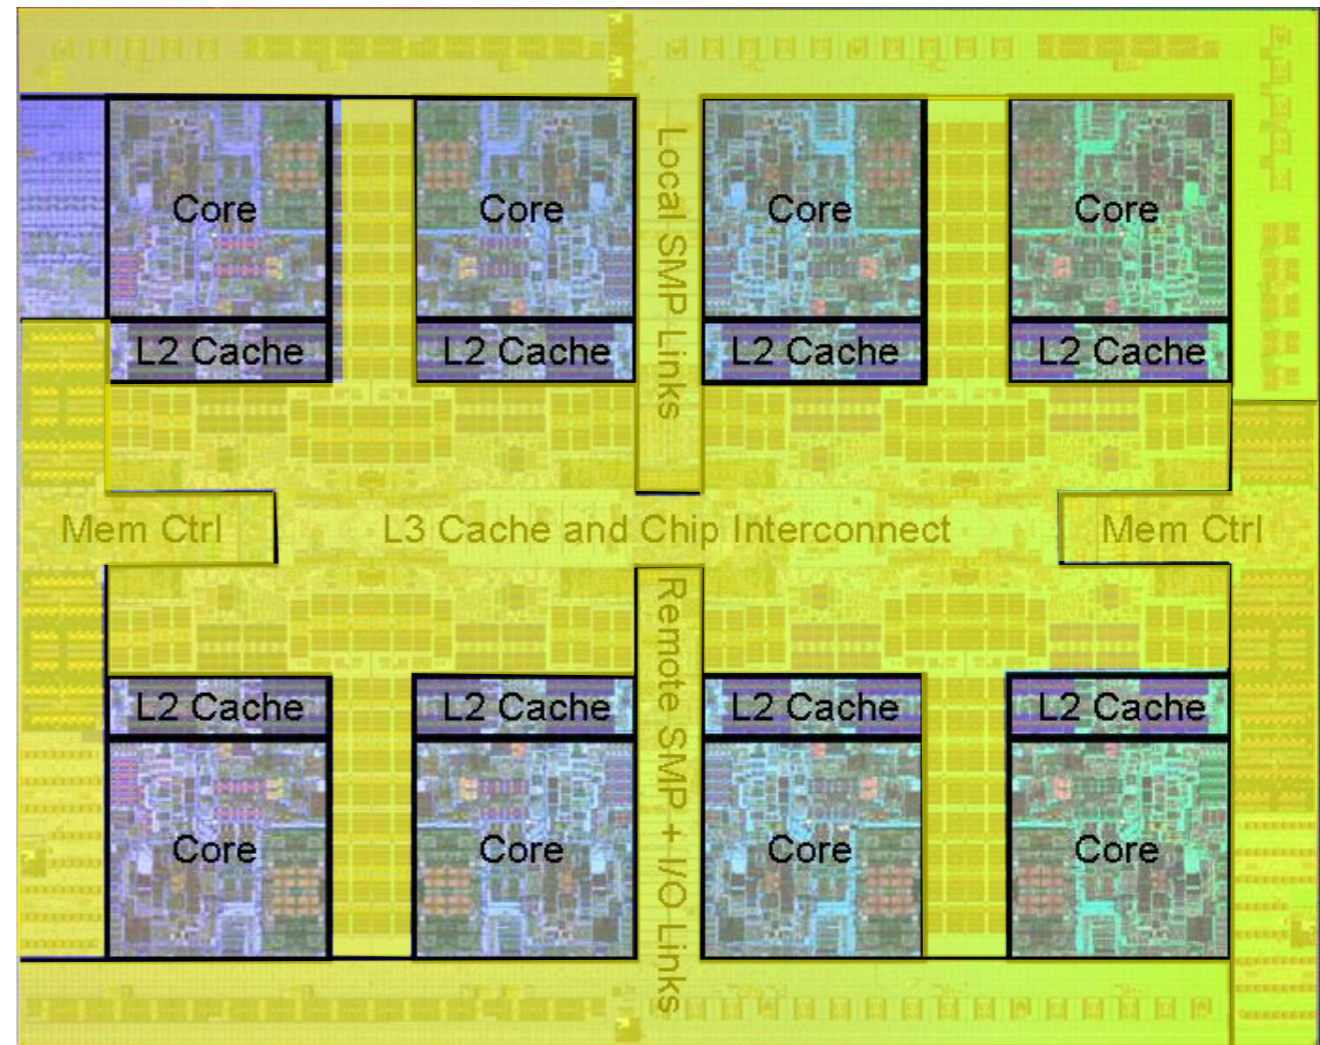 Core
Core
Core
Core
Local SMP Links
L2 Cache
L2 Cache
L2 Cache
L2 Cache
Mem Ctrl
L3 Cache and Chip Interconnect
Mem Ctrl
Remote SMP + I/O Links
L2 Cache
L2 Cache
L2 Cache
L2 Cache
Core
Core
Core
Core